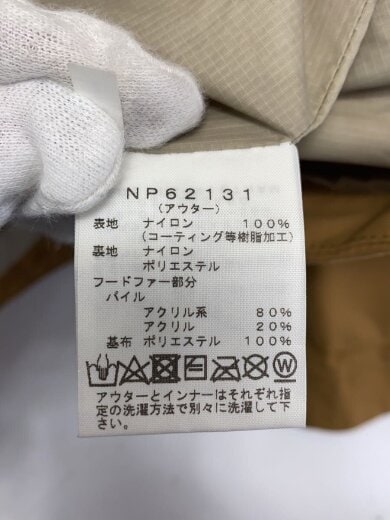 NP62131
(アウター)
表地 ナイロン 100%
(コーティング等樹脂加工)
裏地 ナイロン
ポリエステル
フードファー部分
パイル
アクリル系 80%
アクリル 20%
基布 ポリエステル 100%
アウターとインナーはそれぞれ指
定の洗濯方法で別々に洗濯して下
さい。